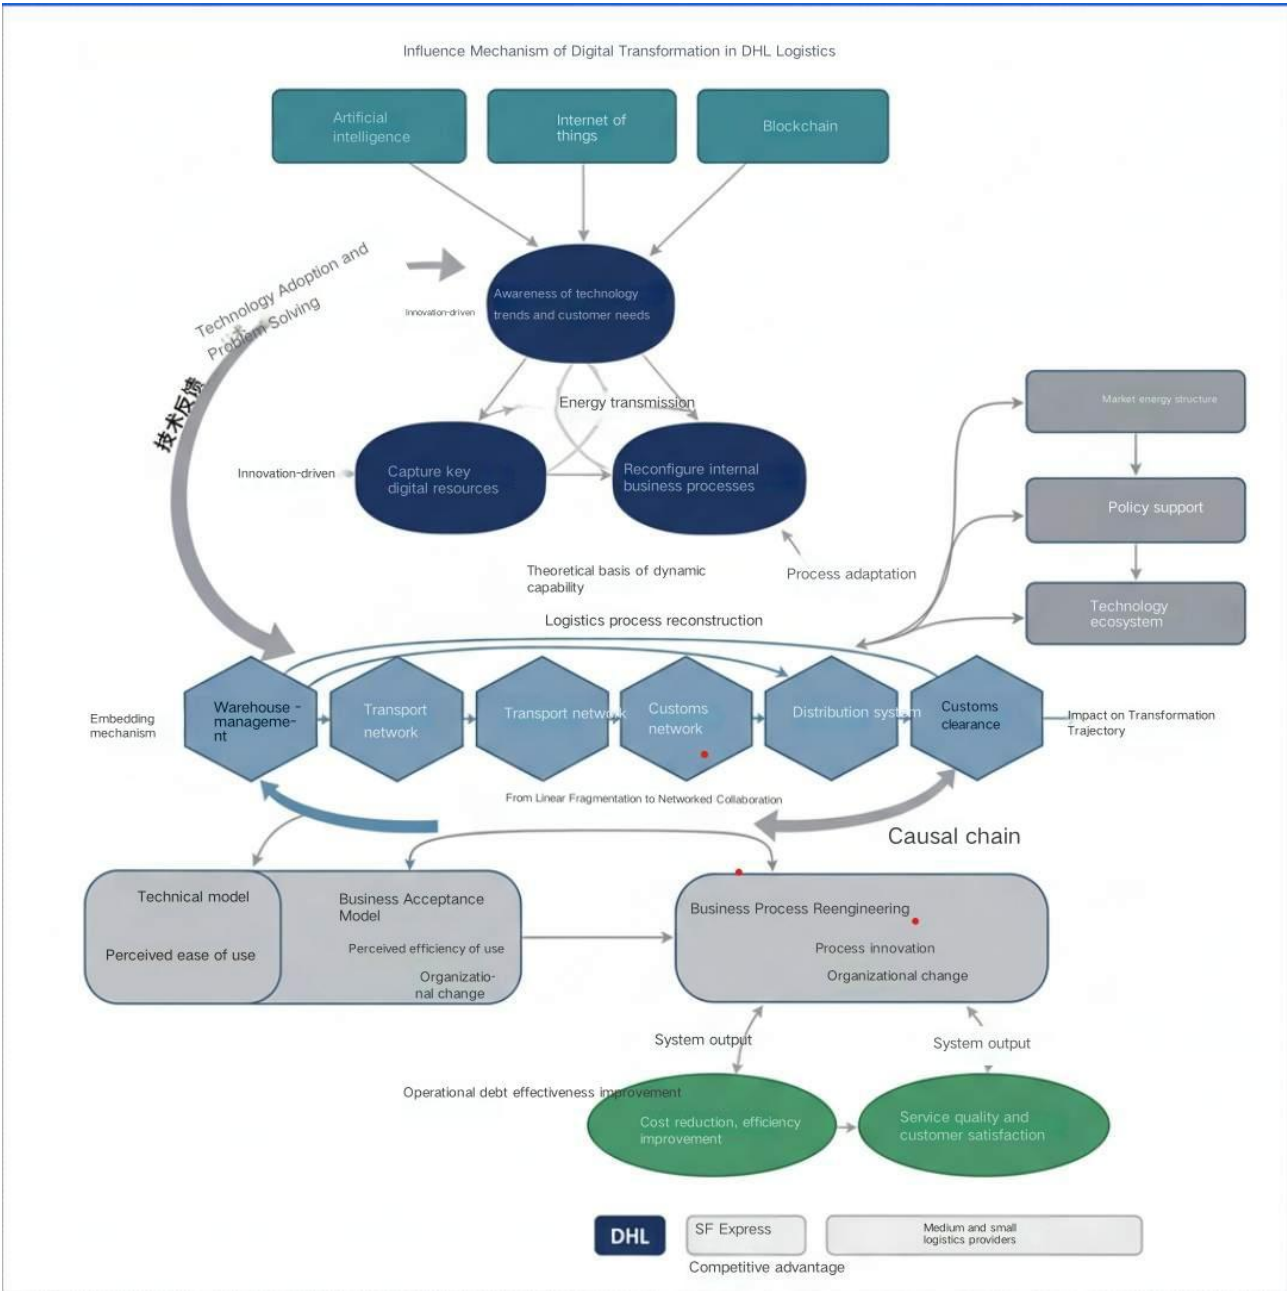 Influence Mechanism of Digital Transformation in DHL Logistics
Artificial
intelligence
Internet of
things
Blockchain
Technology Adoption and
Problem Solving
技术反馈
Awareness of technology
trends and customer needs
Innovation-driven
Energy transmission
Market energy structure
Innovation-driven
Capture key
digital resources
Reconfigure internal
business processes
Policy support
Theoretical basis of dynamic
capability
Process adaptation
Technology
ecosystem
Logistics process reconstruction
Embedding
mechanism
Warehouse -
manageme-
nt
Transport
network
Transport network
Customs
network
Distribution system
Customs
clearance
Impact on Transformation
Trajectory
From Linear Fragmentation to Networked Collaboration
Causal chain
Technical model
Perceived ease of use
Business Acceptance
Model
Perceived efficiency of use
Organizatio-
nal change
Business Process Reengineering
Process innovation
Organizational change
System output
System output
Operational debt effectiveness improvement
Cost reduction, efficiency
improvement
Service quality and
customer satisfaction
DHL
SF Express
Medium and small
logistics providers
Competitive advantage